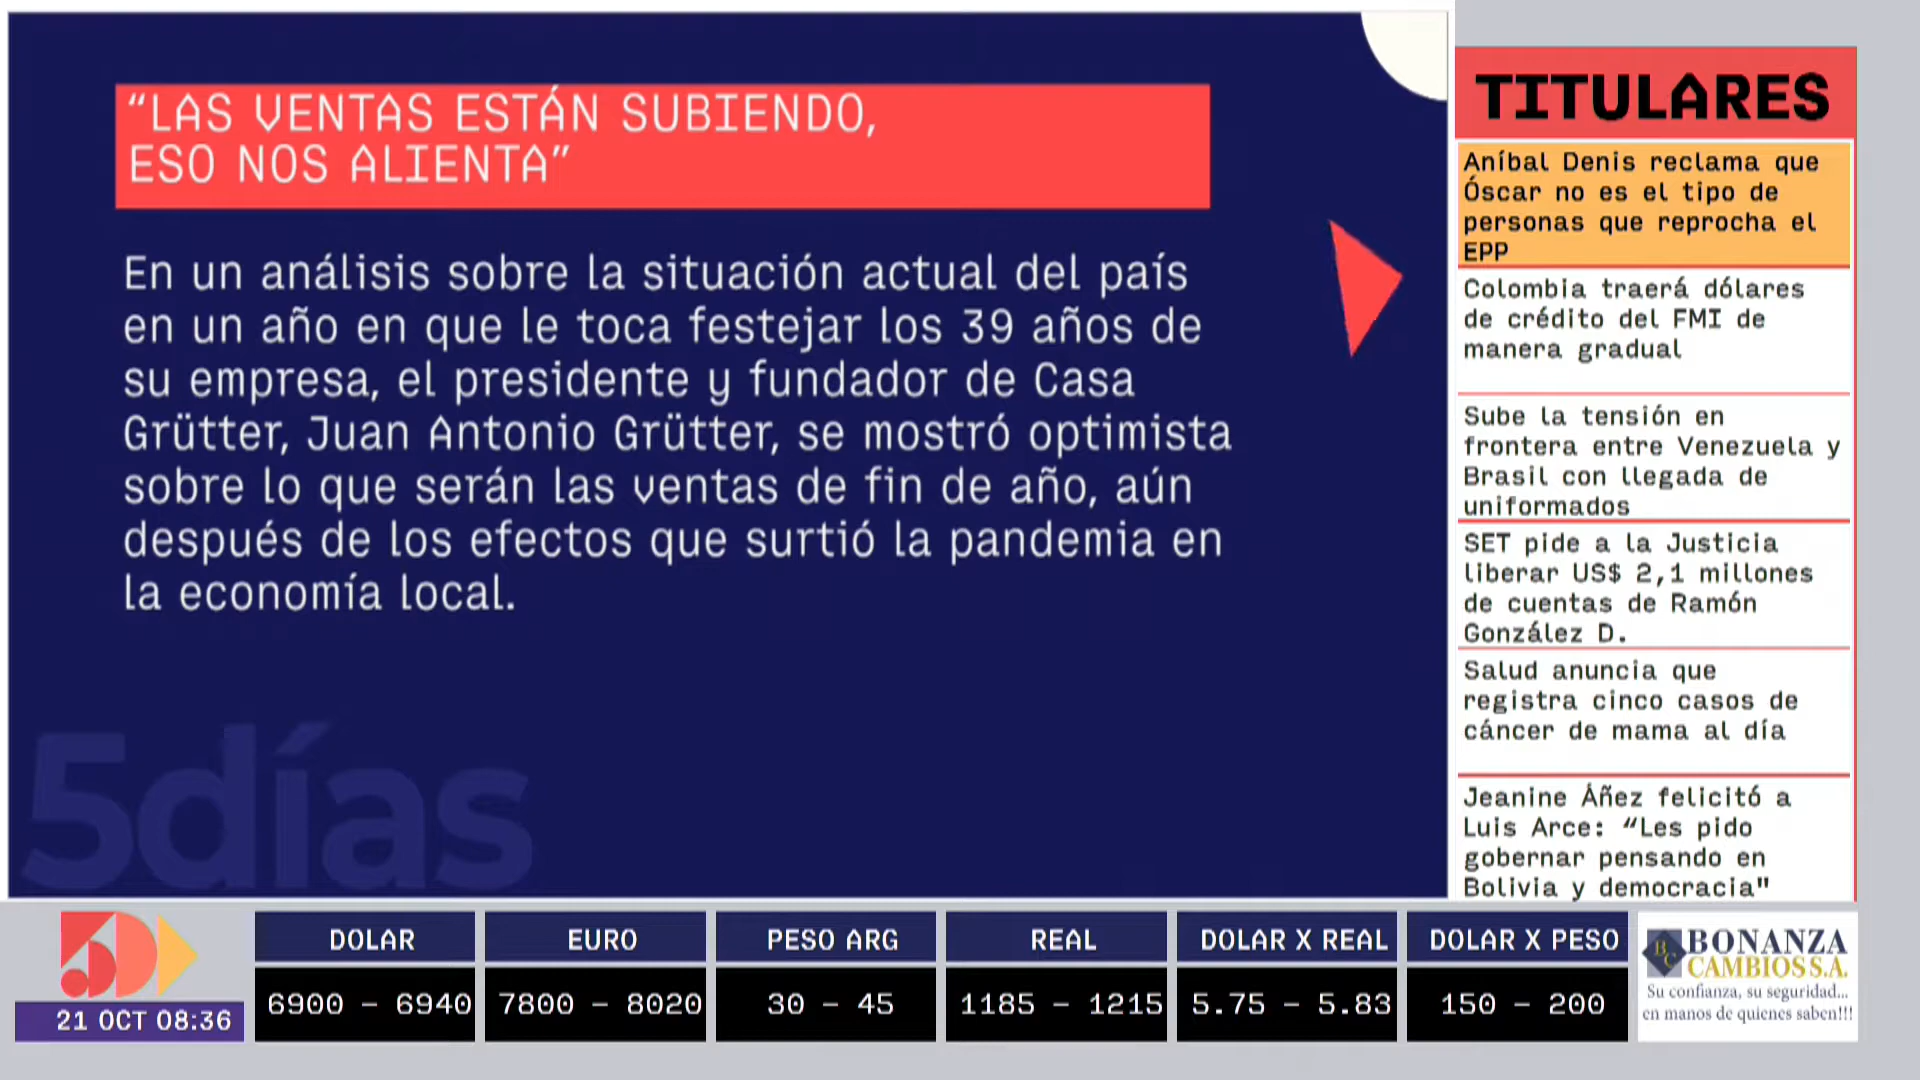 “LAS VENTAS ESTÁN SUBIENDO,
ESO NOS ALIENTA”
En un análisis sobre la situación actual del país
en un año en que le toca festejar los 39 años de
su empresa, el presidente y fundador de Casa
Grütter, Juan Antonio Grütter, se mostró optimista
sobre lo que serán las ventas de fin de año, aún
después de los efectos que surtió la pandemia en
la economía local.
5días
TITULARES
Aníbal Denis reclama que
Óscar no es el tipo de
personas que reprocha el
EPP
Colombia traerá dólares
de crédito del FMI de
manera gradual
Sube la tensión en
frontera entre Venezuela y
Brasil con llegada de
uniformados
SET pide a la Justicia
liberar US$ 2,1 millones
de cuentas de Ramón
González D.
Salud anuncia que
registra cinco casos de
cáncer de mama al día
Jeanine Áñez felicitó a
Luis Arce: “Les pido
gobernar pensando en
Bolivia y democracia"
5D
21 OCT 08:36
DOLAR
6900 – 6940
EURO
7800 – 8020
PESO ARG
30 – 45
REAL
1185 – 1215
DOLAR X REAL
5.75 – 5.83
DOLAR X PESO
150 – 200
BC
BONANZA
CAMBIOS S.A.
Su confianza, su seguridad...
en manos de quienes saben!!!